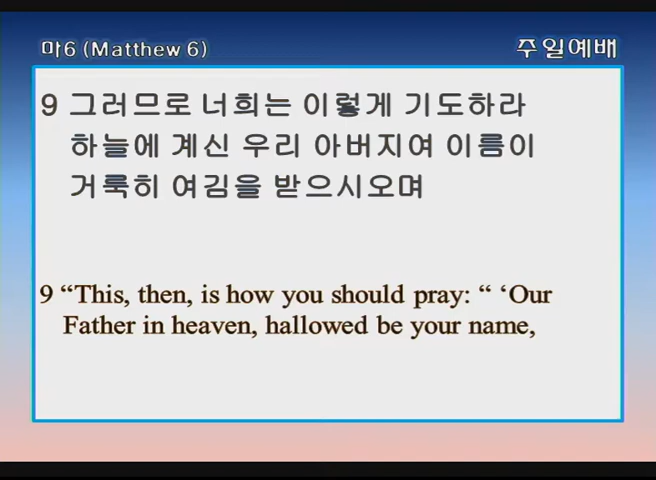 마6 (Matthew 6)
주일예배
9 그러므로 너희는 이렇게 기도하라
하늘에 계신 우리 아버지여 이름이
거룩히 여김을 받으시오며
9 “This, then, is how you should pray: “ ‘Our
Father in heaven, hallowed be your name,